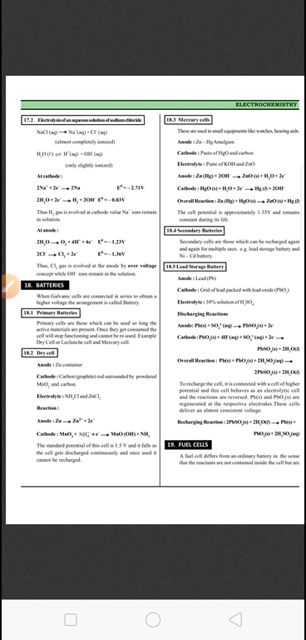 ELECTROCHEMISTRY
17.2 Electrolysis of an aqueous solution of sodium chloride
NaCl (aq) → Na⁺(aq) + Cl⁻(aq)
(almost completely ionized)
H₂O(l) ⇌ H⁺(aq) + OH⁻(aq)
(only slightly ionized)
At cathode :
2Na⁺ + 2e⁻ → 2Na E⁰ = – 2.71V
2H₂O + 2e⁻ → H₂ + 2OH⁻ E⁰ = – 0.83V
Thus H₂ gas is evolved at cathode value Na⁺ ions remain
in solution.
At anode :
2H₂O → O₂ + 4H⁺ + 4e⁻ E⁰ = – 1.23V
2Cl⁻ → Cl₂ + 2e⁻ E⁰ = – 1.36V
Thus, Cl₂ gas is evolved at the anode by over voltage
concept while OH⁻ ions remain in the solution.
18. BATTERIES
When Galvanic cells are connected in series to obtain a
higher voltage the arrangement is called Battery.
18.1 Primary Batteries
Primary cells are those which can be used so long the
active materials are present. Once they get consumed the
cell will stop functioning and cannot be re-used. Example
Dry Cell or Leclanche cell and Mercury cell.
18.2 Dry cell
Anode : Zn container
Cathode : Carbon (graphite) rod surrounded by powdered
MnO₂ and carbon.
Electrolyte : NH₄Cl and ZnCl₂
Reaction :
Anode : Zn → Zn²⁺ + 2e⁻
Cathode : MnO₂ + NH₄⁺ + e⁻ → MnO (OH) + NH₃
The standard potential of this cell is 1.5 V and it falls as
the cell gets discharged continuously and once used it
cannot be recharged.
18.3 Mercury cells
These are used in small equipments like watches, hearing aids.
Anode : Zn – Hg Amalgam
Cathode : Paste of HgO and carbon
Electrolyte : Paste of KOH and ZnO
Anode : Zn (Hg) + 2OH⁻ → ZnO (s) + H₂O + 2e⁻
Cathode : HgO (s) + H₂O + 2e⁻ → Hg (l) + 2OH⁻
Overall Reaction : Zn (Hg) + HgO (s) → ZnO (s) + Hg (l)
The cell potential is approximately 1.35V and remains
constant during its life.
18.4 Secondary Batteries
Secondary cells are those which can be recharged again
and again for multiple uses. e.g. lead storage battery and
Ni – Cd battery.
18.5 Lead Storage Battery
Anode : Lead (Pb)
Cathode : Grid of lead packed with lead oxide (PbO₂)
Electrolyte : 38% solution of H₂SO₄
Discharging Reactions
Anode: Pb(s) + SO₄²⁻(aq) → PbSO₄(s) + 2e⁻
Cathode: PbO₂(s) + 4H⁺(aq) + SO₄²⁻(aq) + 2e⁻ →
PbSO₄(s) + 2H₂O(l)
Overall Reaction : Pb(s) + PbO₂(s) + 2H₂SO₄(aq) →
2PbSO₄(s) + 2H₂O(l)
To recharge the cell, it is connected with a cell of higher
potential and this cell behaves as an electrolytic cell
and the reactions are reversed. Pb(s) and PbO₂(s) are
regenerated at the respective electrodes.These cells
deliver an almost consistent voltage.
Recharging Reaction : 2PbSO₄(s) + 2H₂O(l) → Pb(s) +
PbO₂(s) + 2H₂SO₄(aq)
19. FUEL CELLS
A fuel cell differs from an ordinary battery in the sense
that the reactants are not contained inside the cell but are